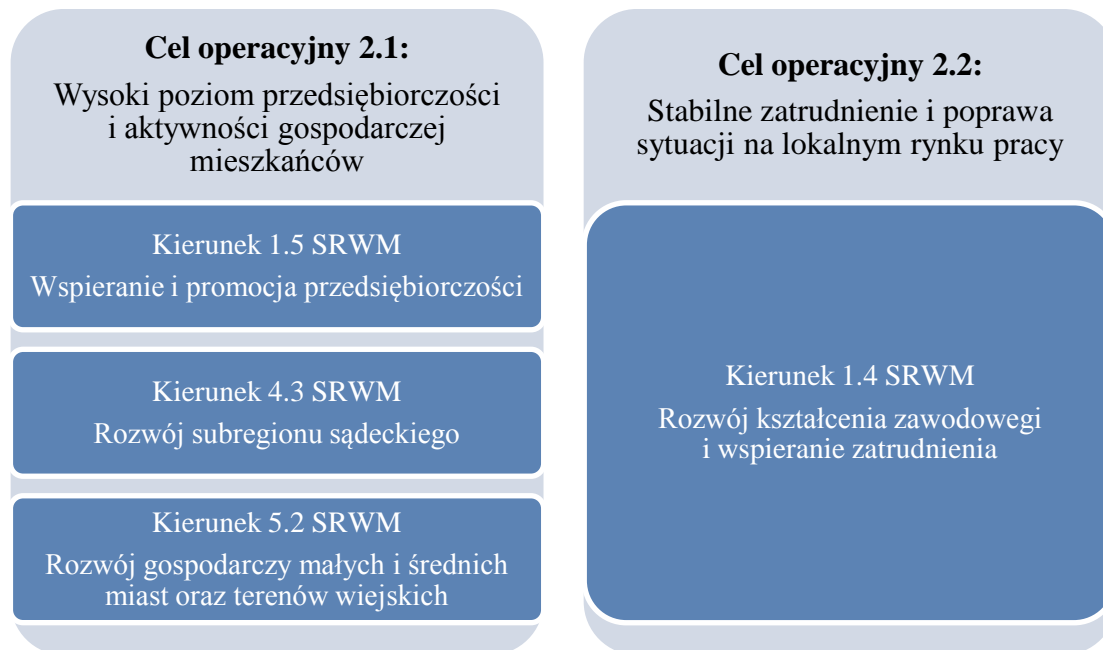 Cel operacyjny 2.1:
Wysoki poziom przedsiębiorczości
i aktywności gospodarczej
mieszkańców
Kierunek 1.5 SRWM
Wspieranie i promocja przedsiębiorczości
Kierunek 4.3 SRWM
Rozwój subregionu sądeckiego
Kierunek 5.2 SRWM
Rozwój gospodarczy małych i średnich
miast oraz terenów wiejskich
Cel operacyjny 2.2:
Stabilne zatrudnienie i poprawa
sytuacji na lokalnym rynku pracy
Kierunek 1.4 SRWM
Rozwój kształcenia zawodowegi
i wspieranie zatrudnienia